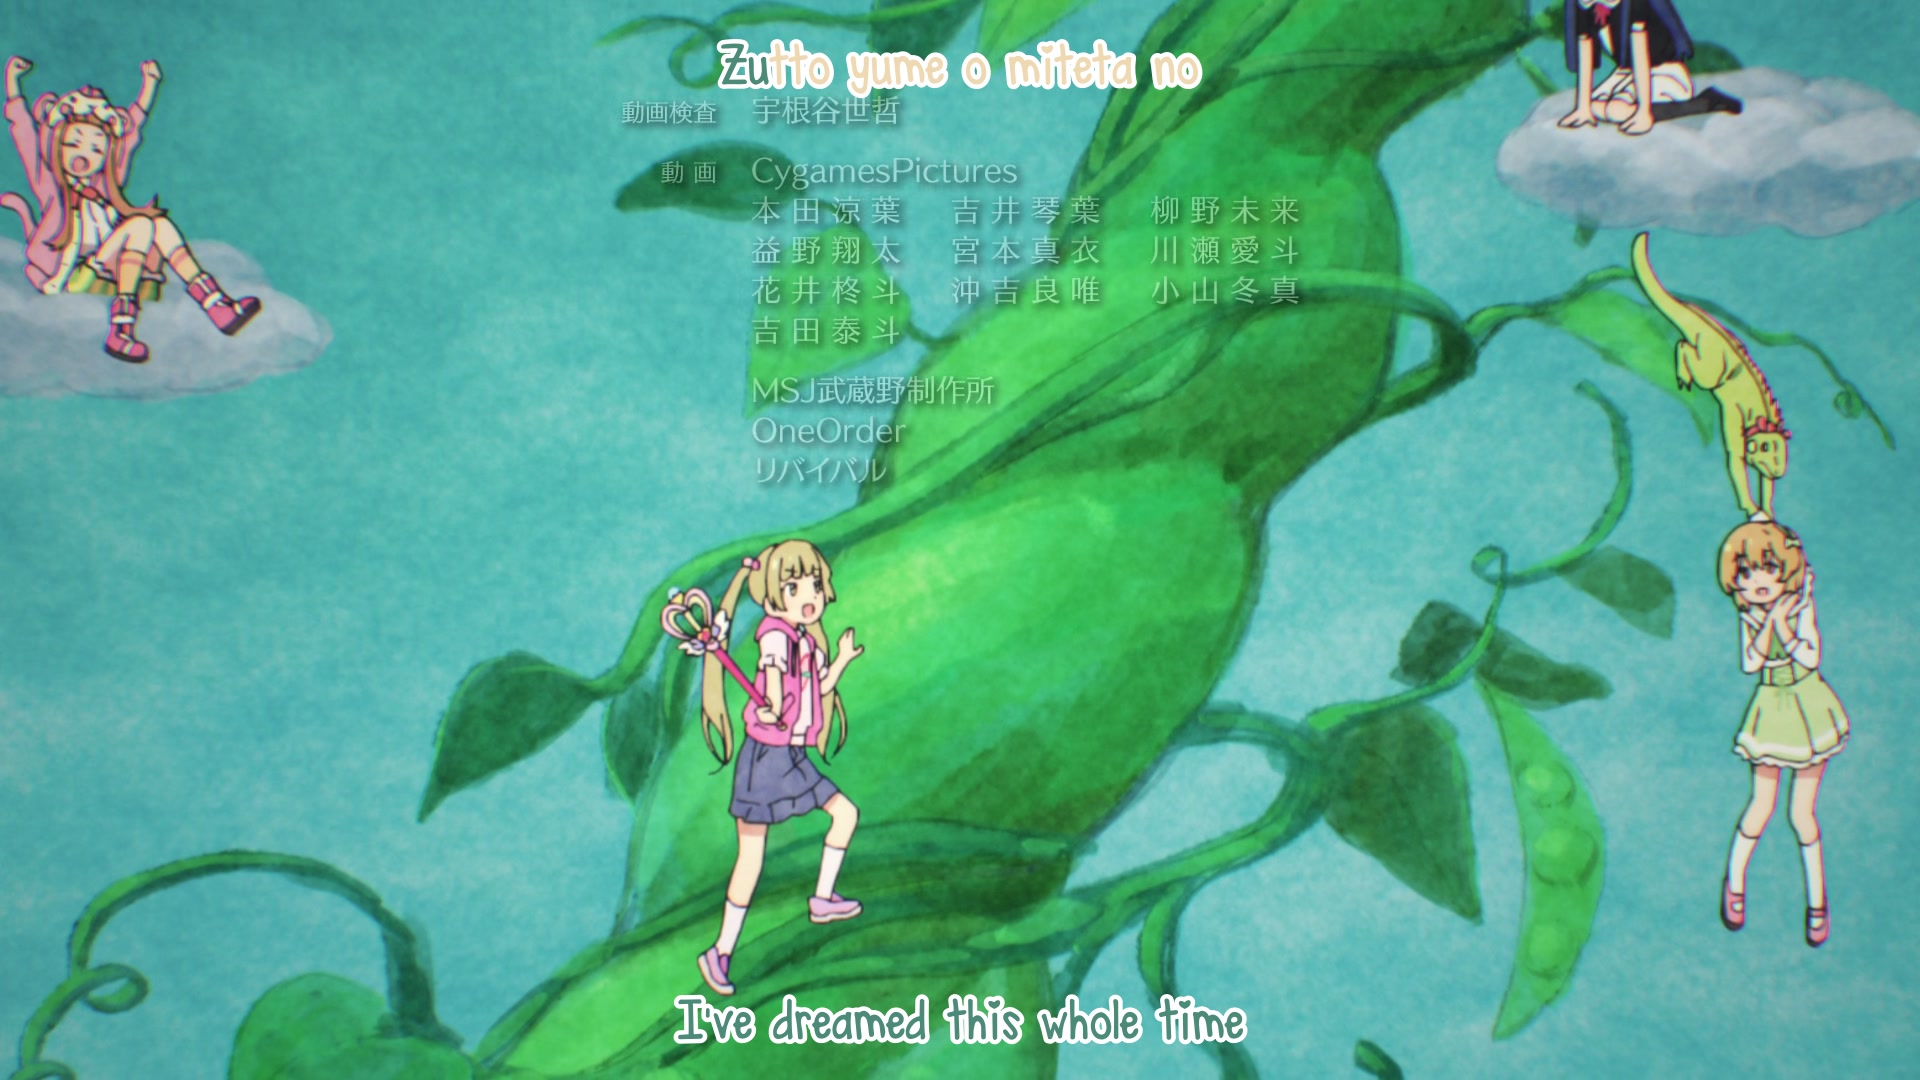 Zutto yume o miteta no
動画検査 宇根谷世哲
動画 CygamesPictures
本田涼葉 吉井琴葉 柳野未来
益野翔太 宮本真衣 川瀬愛斗
花井柊斗 沖吉良唯 小山冬真
吉田泰斗
MSJ武蔵野制作所
OneOrder
リバイバル
I've dreamed this whole time